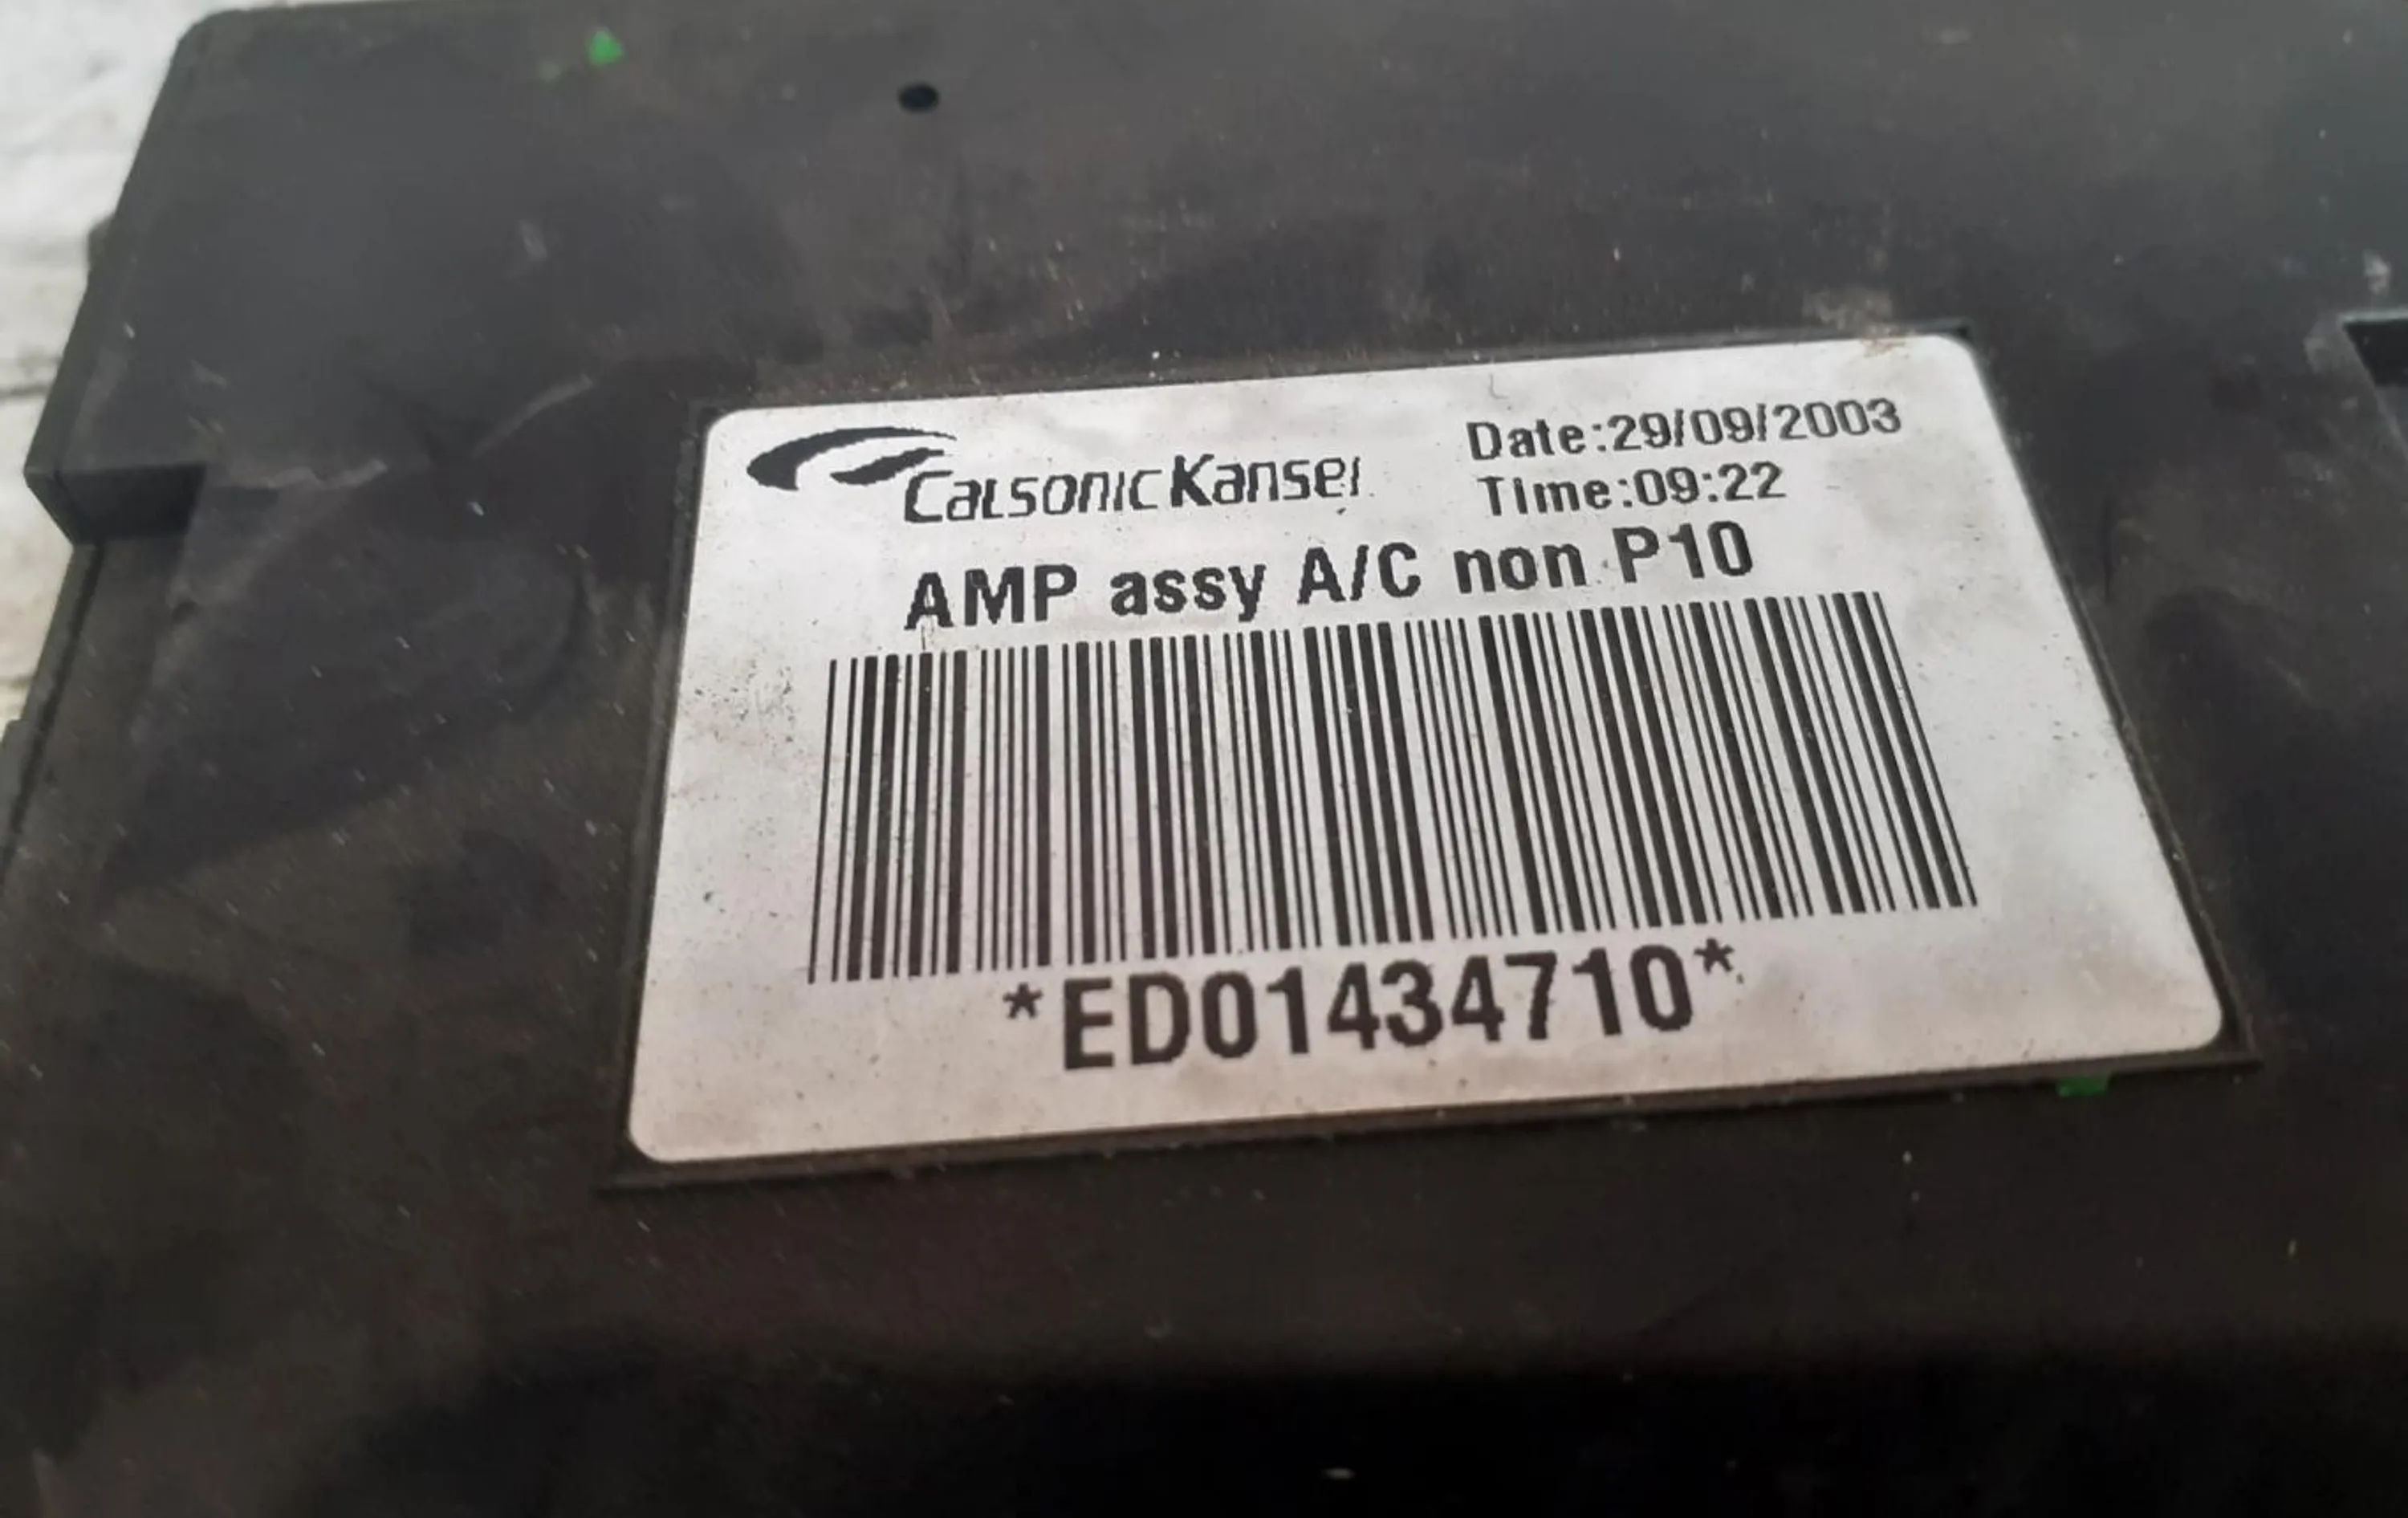 CalsonicKansei
Date:29/09/2003
Time:09:22
AMP assy A/C non P10
*ED01434710*